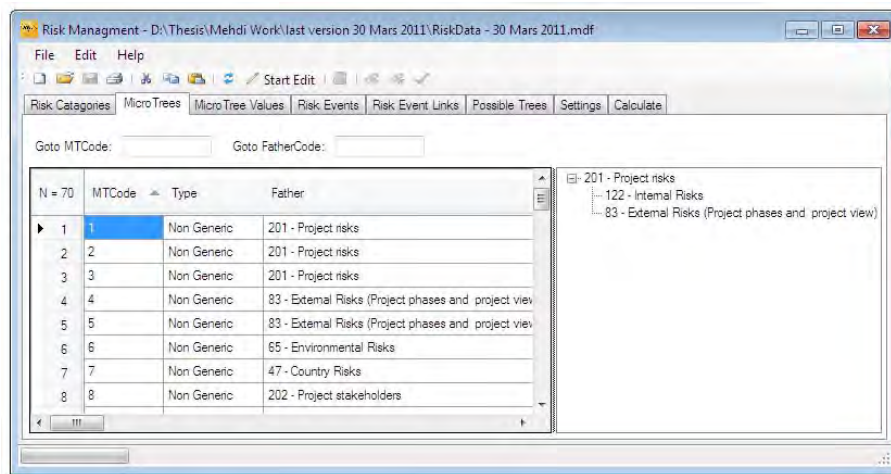 Risk Managment - D:\Thesis\Mehdi Work\last version 30 Mars 2011\RiskData - 30 Mars 2011.mdf
File Edit Help
Start Edit
Risk Catagories MicroTrees MicroTree Values Risk Events Risk Event Links Possible Trees Settings Calculate
Goto MTCode: Goto FatherCode:
N = 70 MTCode Type Father
1 1 Non Generic 201 - Project risks
2 2 Non Generic 201 - Project risks
3 3 Non Generic 201 - Project risks
4 4 Non Generic 83 - External Risks (Project phases and project view
5 5 Non Generic 83 - External Risks (Project phases and project view
6 6 Non Generic 65 - Environmental Risks
7 7 Non Generic 47 - Country Risks
8 8 Non Generic 202 - Project stakeholders
201 - Project risks
122 - Internal Risks
83 - External Risks (Project phases and project view)